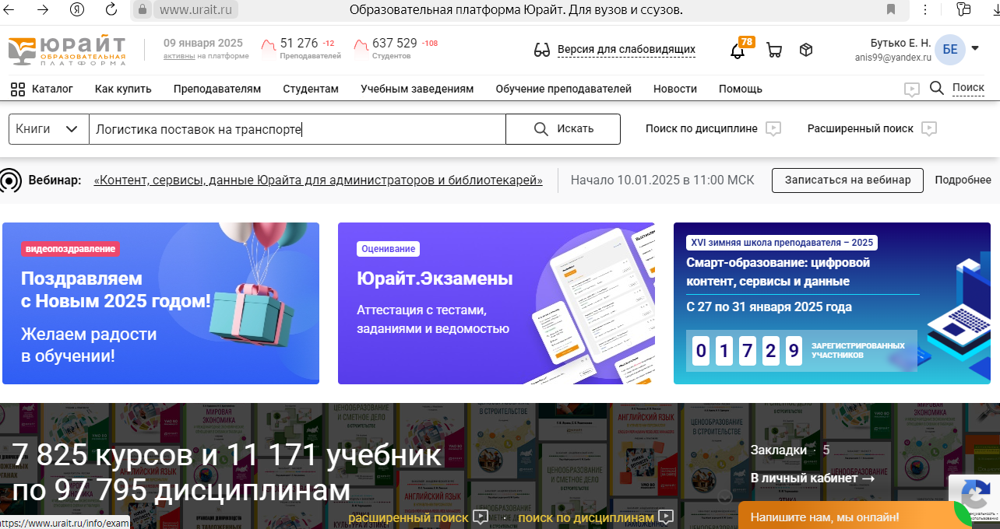 www.urait.ru
Образовательная платформа Юрайт. Для вузов и ссузов.
ЮРАЙТ
ОБРАЗОВАТЕЛЬНАЯ
ПЛАТФОРМА
09 января 2025
активны на платформе
51 276 -12
Преподавателей
637 529 -108
Студентов
Версия для слабовидящих
78
Бутько Е. Н.
anis99@yandex.ru
БЕ
Каталог
Как купить
Преподавателям
Студентам
Учебным заведениям
Обучение преподавателей
Новости
Помощь
Поиск
Книги
Логистика поставок на транспорте
Искать
Поиск по дисциплине
Расширенный поиск
Вебинар:
«Контент, сервисы, данные Юрайта для администраторов и библиотекарей»
Начало 10.01.2025 в 11:00 МСК
Записаться на вебинар
Подробнее
видеопоздравление
Поздравляем
с Новым 2025 годом!
Желаем радости
в обучении!
Оценивание
Юрайт.Экзамены
Аттестация с тестами,
заданиями и ведомостью
XVI зимняя школа преподавателя – 2025
Смарт-образование: цифровой
контент, сервисы и данные
С 27 по 31 января 2025 года
0 1 7 2 9
ЗАРЕГИСТРИРОВАННЫХ
УЧАСТНИКОВ
7 825 курсов и 11 171 учебник
по 97 795 дисциплинам
расширенный поиск
· поиск по дисциплинам
Закладки · 5
В личный кабинет →
Напишите нам, мы онлайн!
ttps://www.urait.ru/info/exam